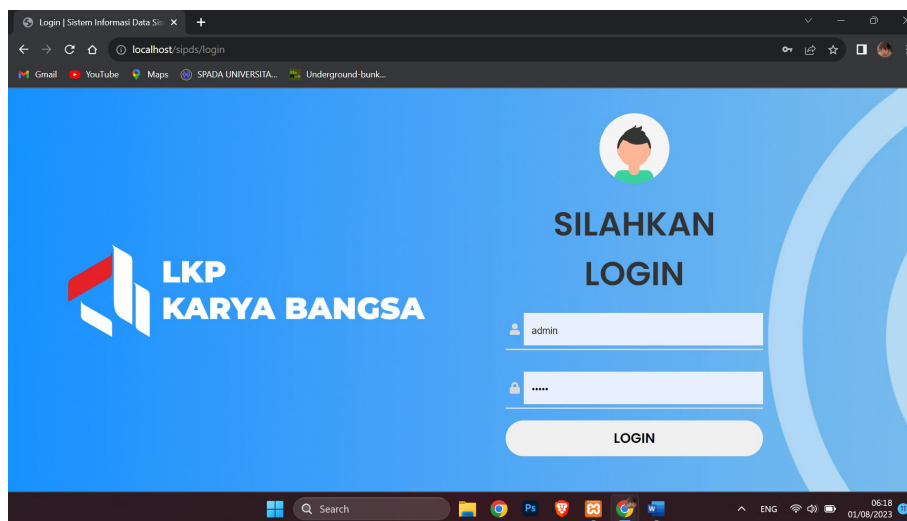 Login | Sistem Informasi Data Sis
localhost/sipds/login
Gmail YouTube Maps SPADA UNIVERSITA... Underground-bunk...
SILAHKAN
LOGIN
LKP
KARYA BANGSA
admin
•••••
LOGIN
Search
Ps
W
ENG
06:18
01/08/2023